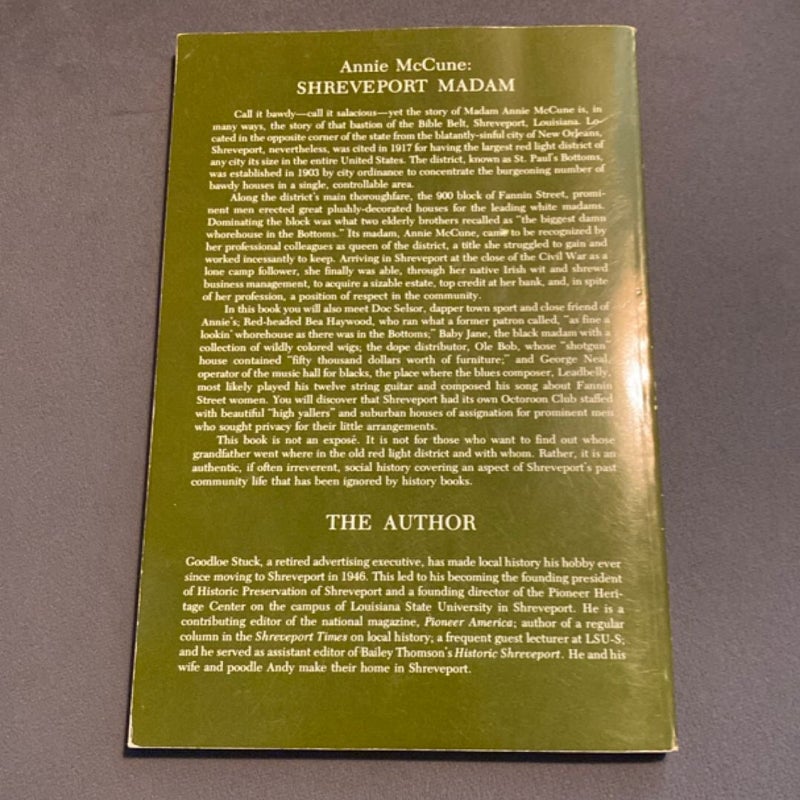 Annie McCune:
SHREVEPORT MADAM
Call it bawdy—call it salacious—yet the story of Madam Annie McCune is, in
many ways, the story of that bastion of the Bible Belt, Shreveport, Louisiana. Lo-
cated in the opposite corner of the state from the blatantly-sinful city of New Orleans,
Shreveport, nevertheless, was cited in 1917 for having the largest red light district of
any city its size in the entire United States. The district, known as St. Paul's Bottoms,
was established in 1903 by city ordinance to concentrate the burgeoning number of
bawdy houses in a single, controllable area.
Along the district's main thoroughfare, the 900 block of Fannin Street, promi-
nent men erected great plushly-decorated houses for the leading white madams.
Dominating the block was what two elderly brothers recalled as "the biggest damn
whorehouse in the Bottoms." Its madam, Annie McCune, came to be recognized by
her professional colleagues as queen of the district, a title she struggled to gain and
worked incessantly to keep. Arriving in Shreveport at the close of the Civil War as a
lone camp follower, she finally was able, through her native Irish wit and shrewd
business management, to acquire a sizable estate, top credit at her bank, and, in spite
of her profession, a position of respect in the community.
In this book you will also meet Doc Selsor, dapper town sport and close friend of
Annie's; Red-headed Bea Haywood, who ran what a former patron called, "as fine a
lookin' whorehouse as there was in the Bottoms;" Baby Jane, the black madam with a
collection of wildly colored wigs; the dope distributor, Ole Bob, whose "shotgun"
house contained "fifty thousand dollars worth of furniture;" and George Neal,
operator of the music hall for blacks, the place where the blues composer, Leadbelly,
most likely played his twelve string guitar and composed his song about Fannin
Street women. You will discover that Shreveport had its own Octoroon Club staffed
with beautiful "high yallers" and suburban houses of assignation for prominent men
who sought privacy for their little arrangements.
This book is not an exposé. It is not for those who want to find out whose
grandfather went where in the old red light district and with whom. Rather, it is an
authentic, if often irreverent, social history covering an aspect of Shreveport's past
community life that has been ignored by history books.
THE AUTHOR
Goodloe Stuck, a retired advertising executive, has made local history his hobby ever
since moving to Shreveport in 1946. This led to his becoming the founding president
of Historic Preservation of Shreveport and a founding director of the Pioneer Heri-
tage Center on the campus of Louisiana State University in Shreveport. He is a
contributing editor of the national magazine, Pioneer America; author of a regular
column in the Shreveport Times on local history; a frequent guest lecturer at LSU-S;
and he served as assistant editor of Bailey Thomson's Historic Shreveport. He and his
wife and poodle Andy make their home in Shreveport.